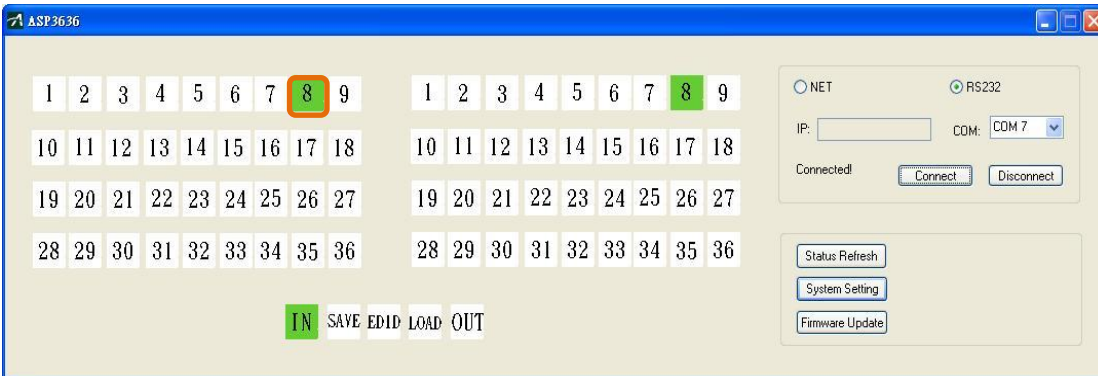 ASP3636
1 2 3 4 5 6 7 8 9
10 11 12 13 14 15 16 17 18
19 20 21 22 23 24 25 26 27
28 29 30 31 32 33 34 35 36
1 2 3 4 5 6 7 8 9
10 11 12 13 14 15 16 17 18
19 20 21 22 23 24 25 26 27
28 29 30 31 32 33 34 35 36
IN SAVE EDID LOAD OUT
NET RS232
IP: COM: COM 7
Connected! Connect Disconnect
Status Refresh
System Setting
Firmware Update